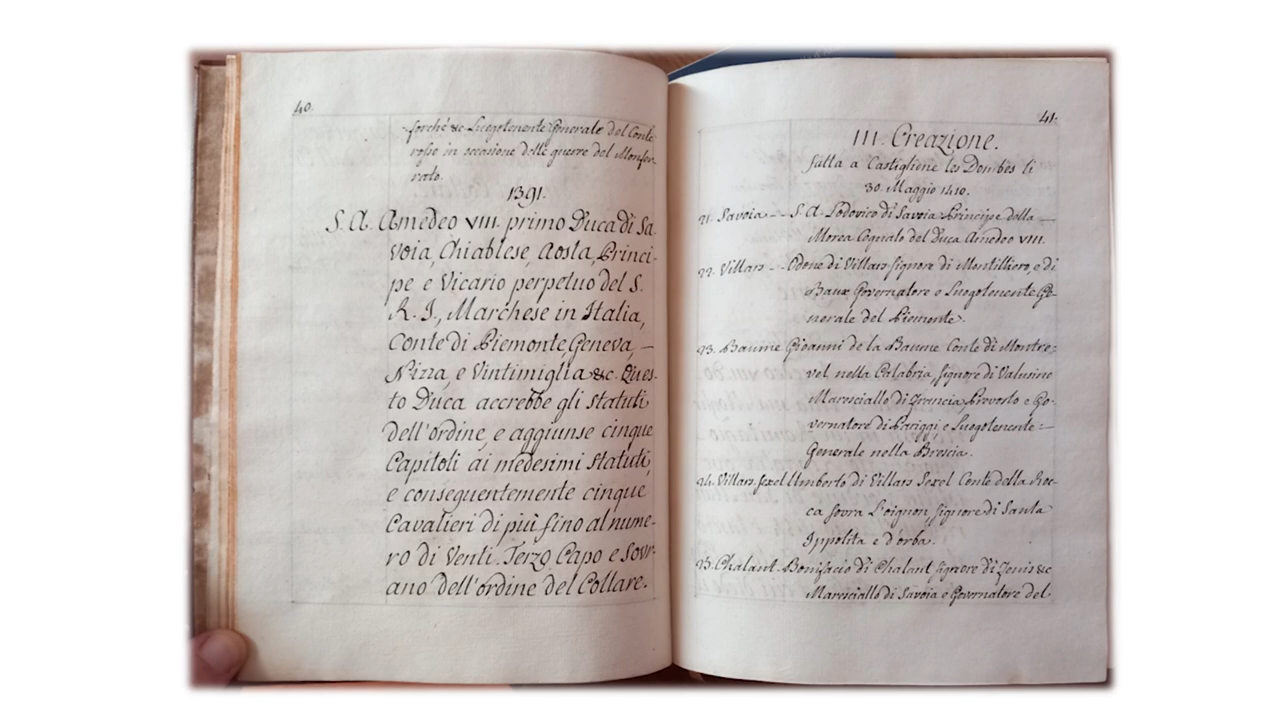 40.
forché &c. Luogotenente Generale del Conte
rosso in occasione delle guerre del Monfer-
rato.
1391.
S. A. Amedeo VIII. primo Duca di Sa-
voia, Chiablese, Aosta, Princi-
pe e Vicario perpetuo del S.
R. I., Marchese in Italia,
Conte di Piemonte, Geneva, —
Nizza, e Vintimiglia &c. Ques-
to Duca accrebbe gli statuti
dell'ordine, e aggiunse cinque
Capitoli ai medesimi statuti,
e conseguentemente cinque
Cavalieri di più fino al nume-
ro di Venti. Terzo Capo e Sovr-
ano dell'ordine del Collare.
41.
III. Creazione.
fatta a Castiglione les Dombes li
30. Maggio 1410.
21. Savoia - - S. A. Lodovico di Savoia Principe della —
Morea Cognato del Duca Amedeo VIII.
22. Villars - - Odone di Villars signore di Montilliero, e di
Baux Governatore e Luogotenente Ge-
nerale del Piemonte.
23. Baume Gioanni de la Baume Conte di Montre-
vel nella Calabria, signore di Valusino
Maresciallo di Francia, Prevosto e Go-
vernatore di Pariggi, e Luogotenente
Generale nella Brescia.
24. Villars sexel Umberto di Villars Sexel Conte della Roc-
ca sovra L'oignon, signore di Santa
Ippolita e d'orba.
25. Chalant. Bonifacio di Chalant signore di Fenis &c
Maresciallo di Savoia e Governatore del